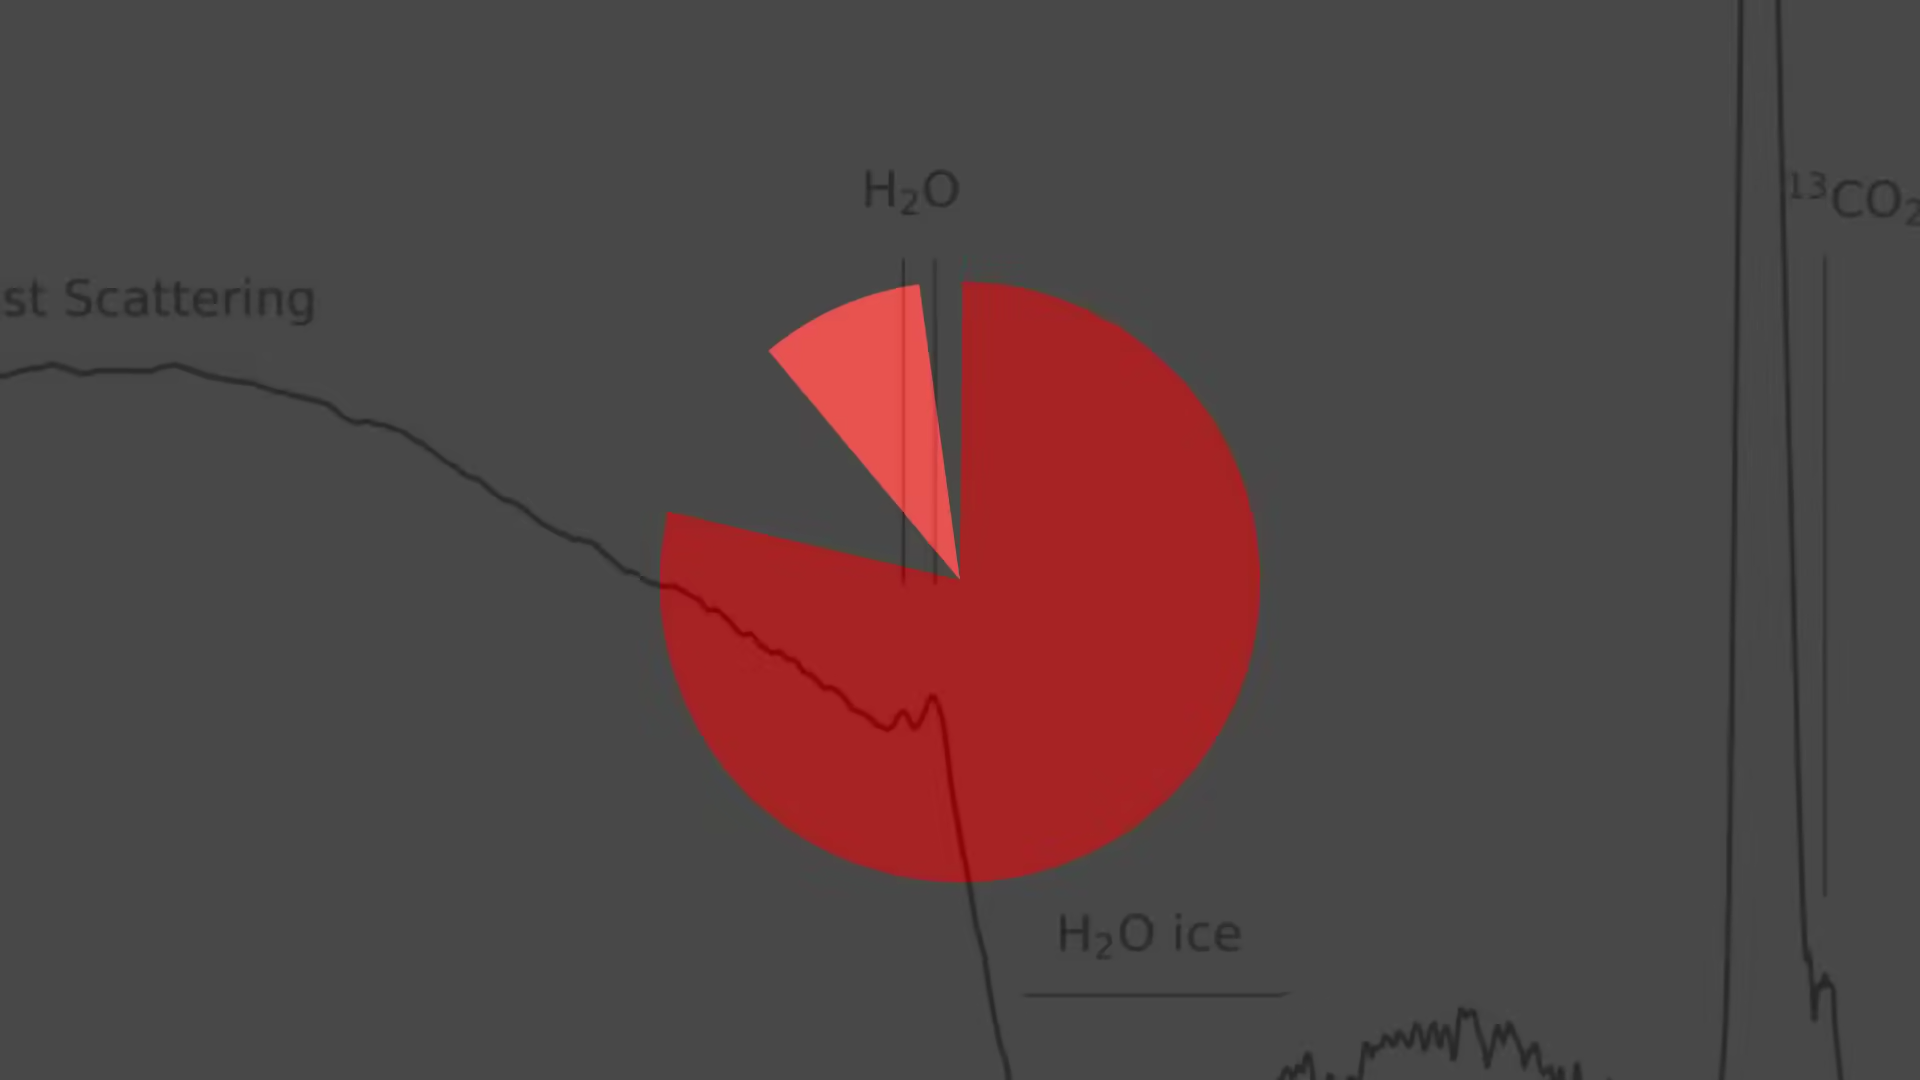 H₂O
¹³CO₂
st Scattering
H₂O ice